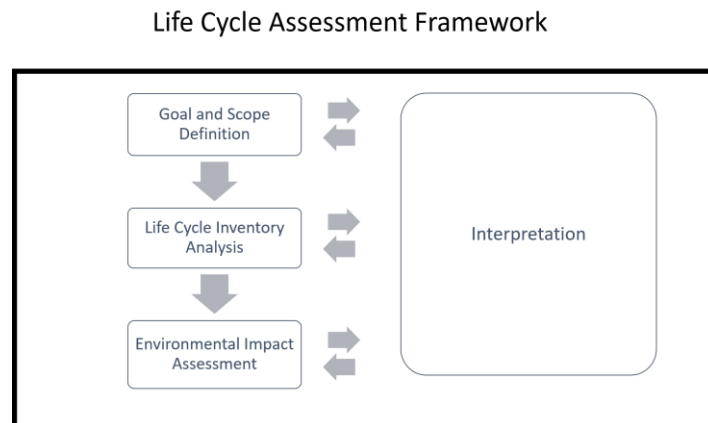 Life Cycle Assessment Framework
Goal and Scope
Definition
Life Cycle Inventory
Analysis
Environmental Impact
Assessment
Interpretation